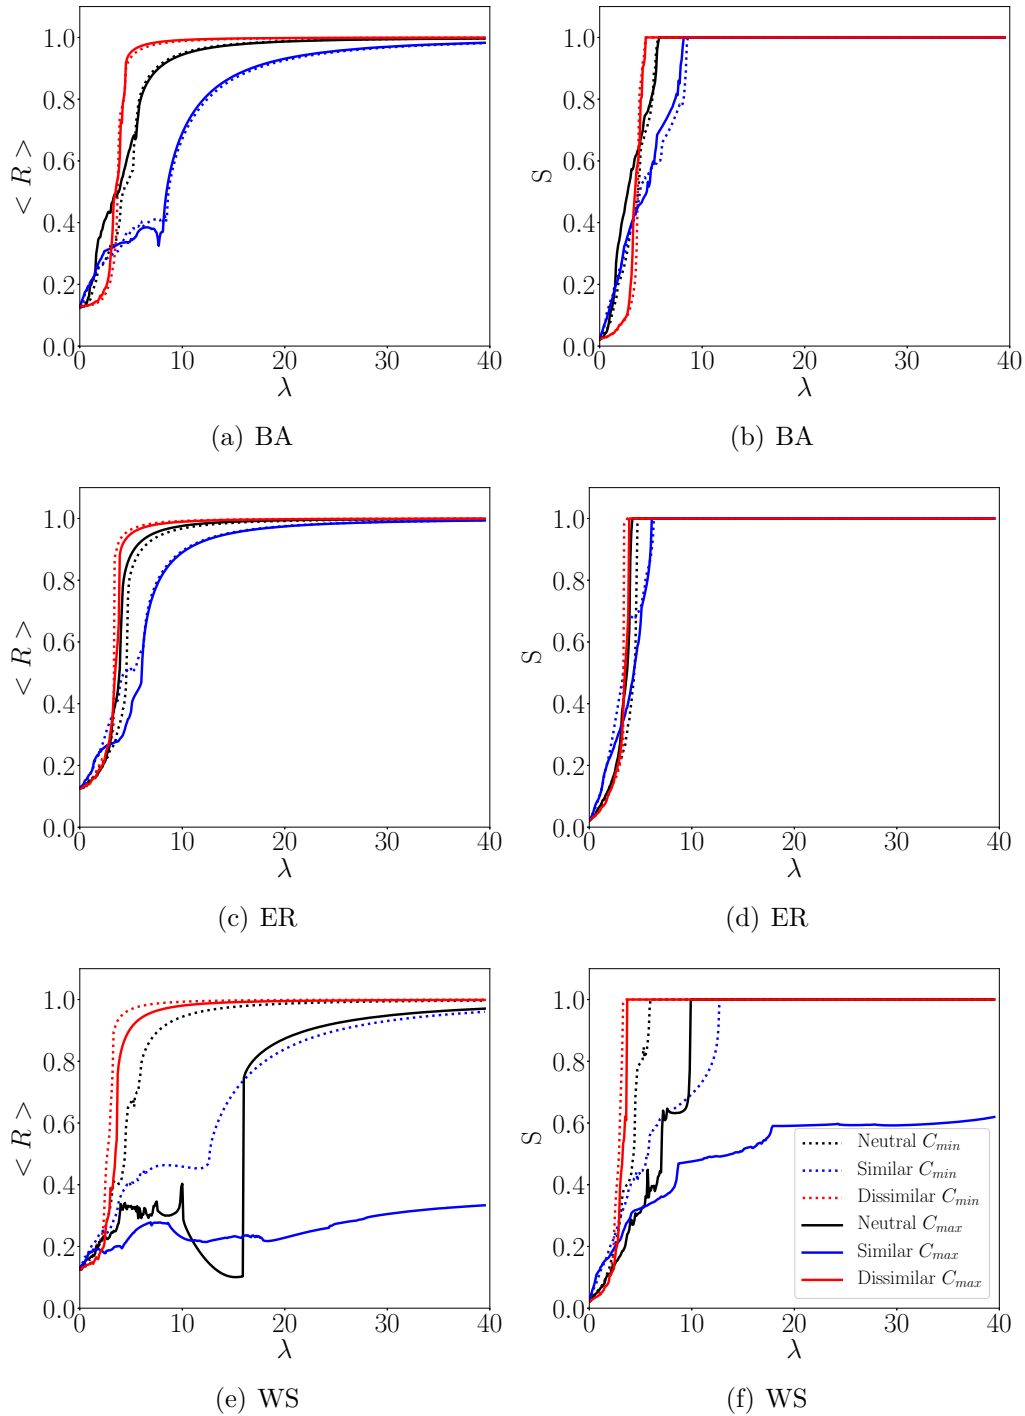 1.0
0.8
0.6
0.4
0.2
0.0
< R >
0 10 20 30 40
λ
(a) BA
1.0
0.8
0.6
0.4
0.2
0.0
S
0 10 20 30 40
λ
(b) BA
1.0
0.8
0.6
0.4
0.2
0.0
< R >
0 10 20 30 40
λ
(c) ER
1.0
0.8
0.6
0.4
0.2
0.0
S
0 10 20 30 40
λ
(d) ER
1.0
0.8
0.6
0.4
0.2
0.0
< R >
0 10 20 30 40
λ
(e) WS
1.0
0.8
0.6
0.4
0.2
0.0
S
Neutral C_min
Similar C_min
Dissimilar C_min
Neutral C_max
Similar C_max
Dissimilar C_max
0 10 20 30 40
λ
(f) WS